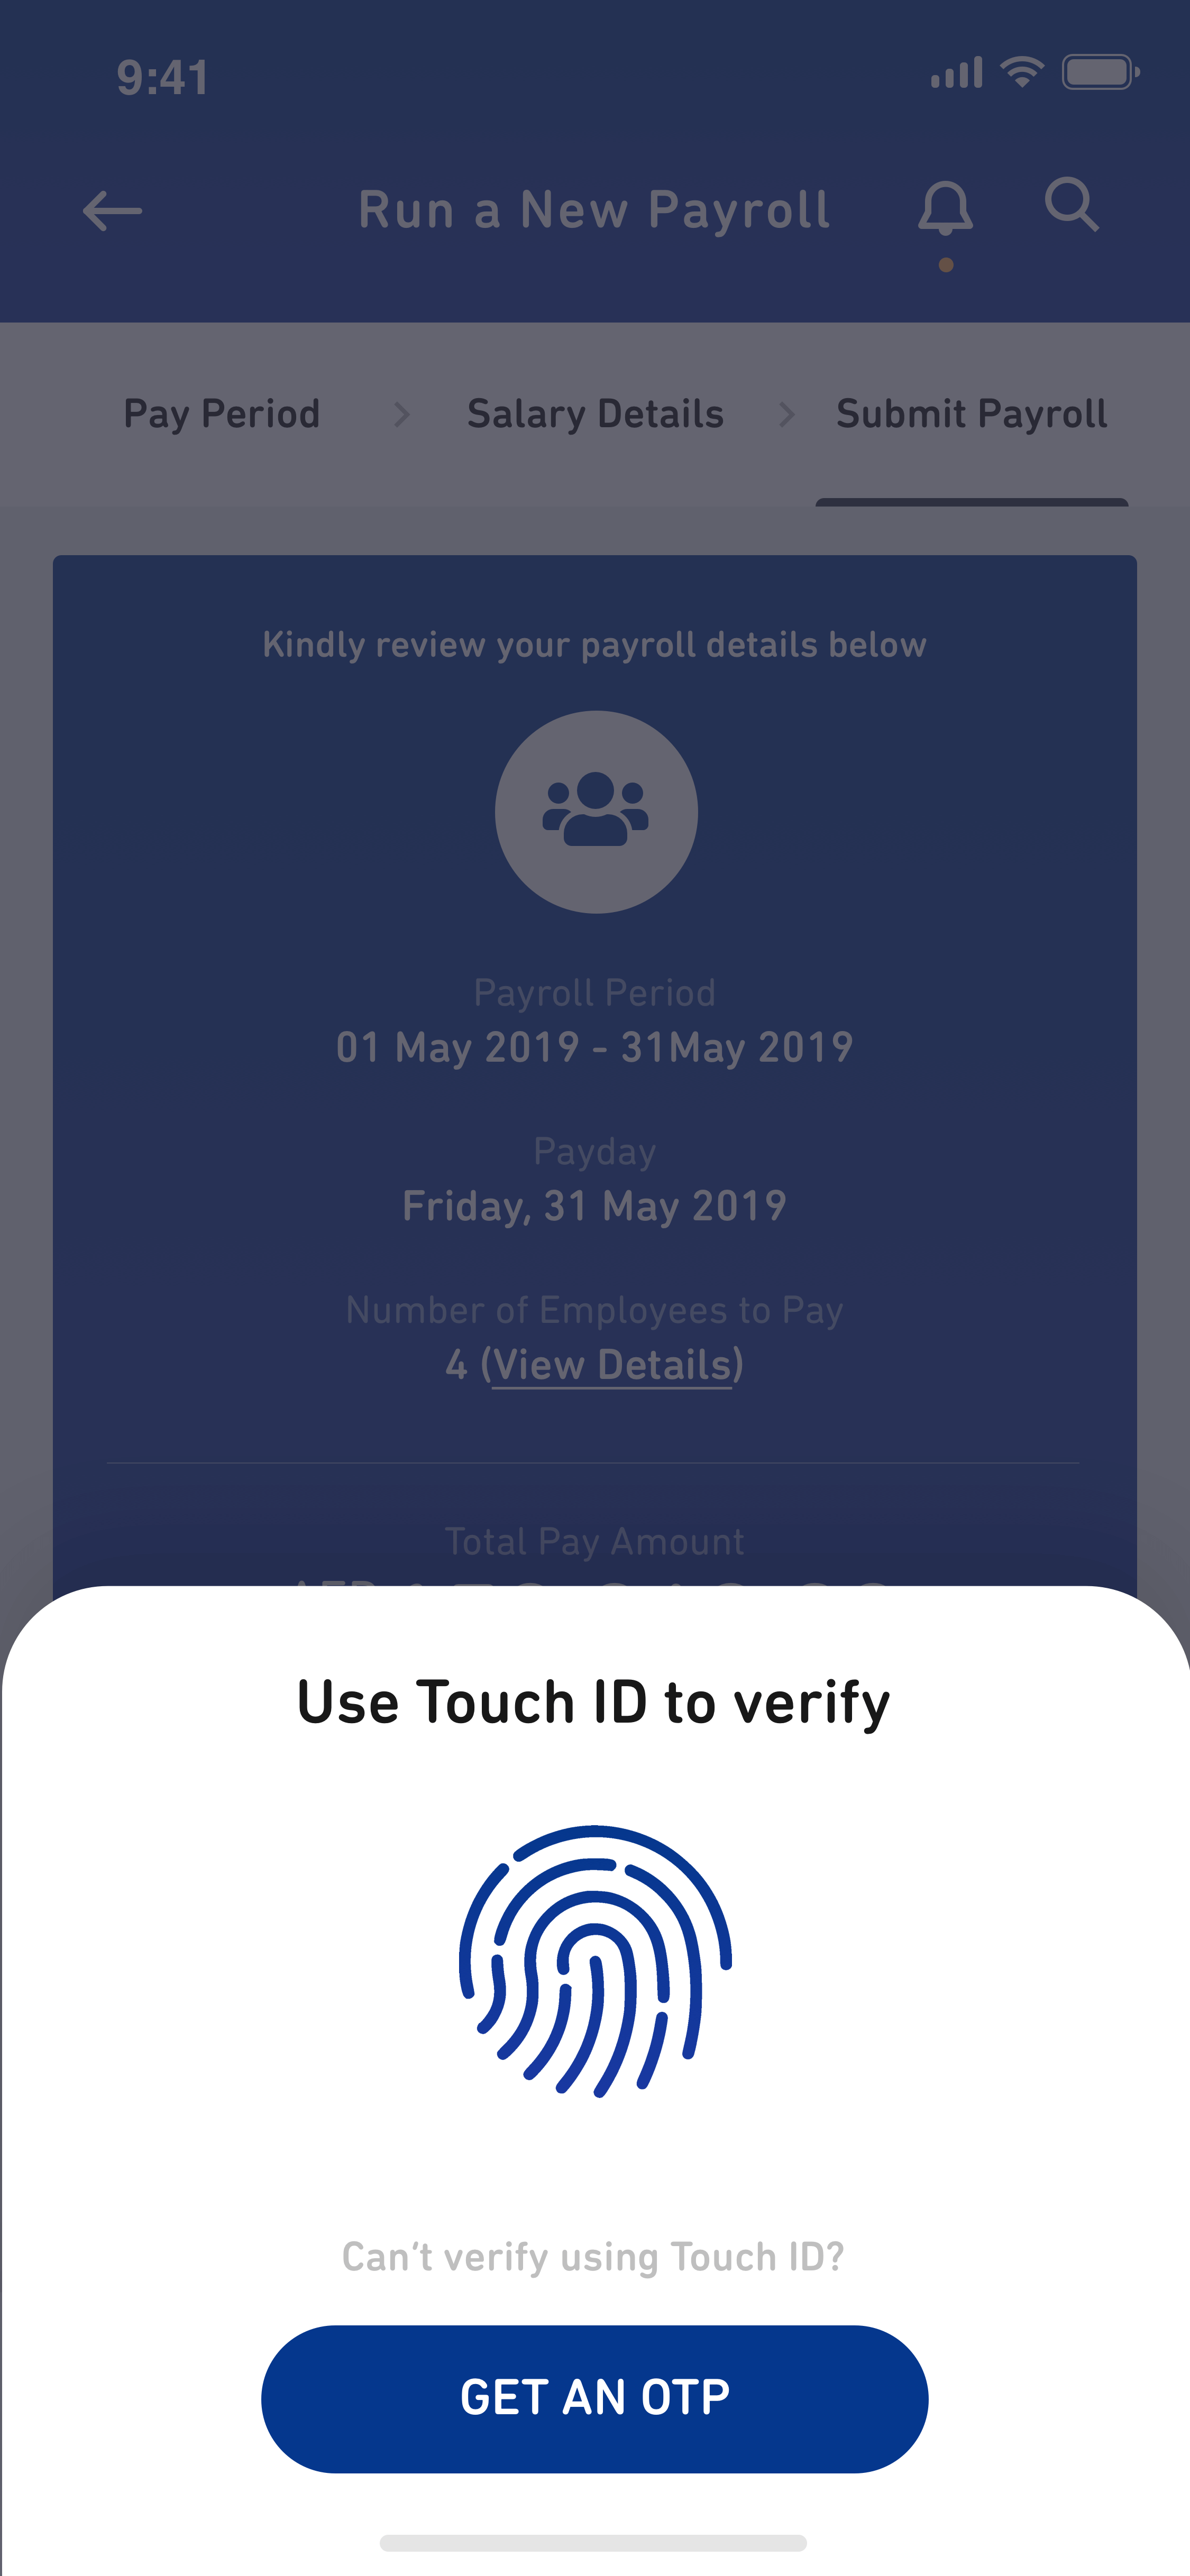 9:41
Run a New Payroll
Pay Period > Salary Details > Submit Payroll
Kindly review your payroll details below
Payroll Period
01 May 2019 - 31May 2019
Payday
Friday, 31 May 2019
Number of Employees to Pay
4 (View Details)
Total Pay Amount
Use Touch ID to verify
Can't verify using Touch ID?
GET AN OTP